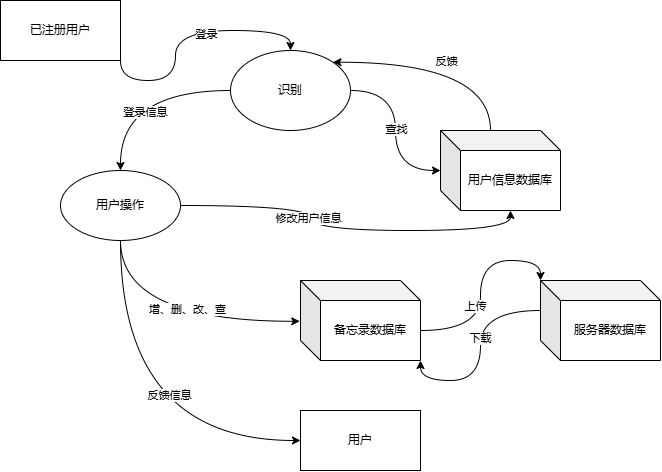 已注册用户
登录
识别
反馈
登录信息
查找
用户信息数据库
用户操作
修改用户信息
增、删、改、查
备忘录数据库
上传
下载
服务器数据库
反馈信息
用户